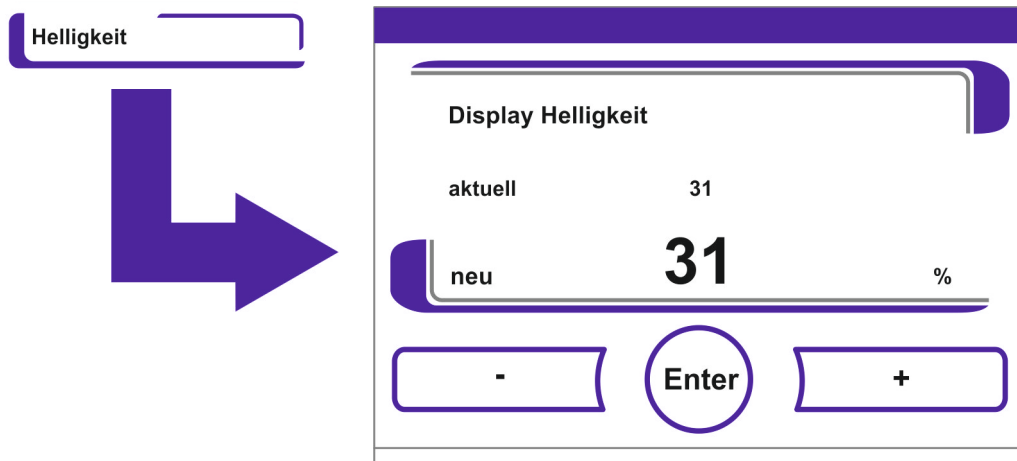 Helligkeit
Display Helligkeit
aktuell 31
neu 31 %
- Enter +